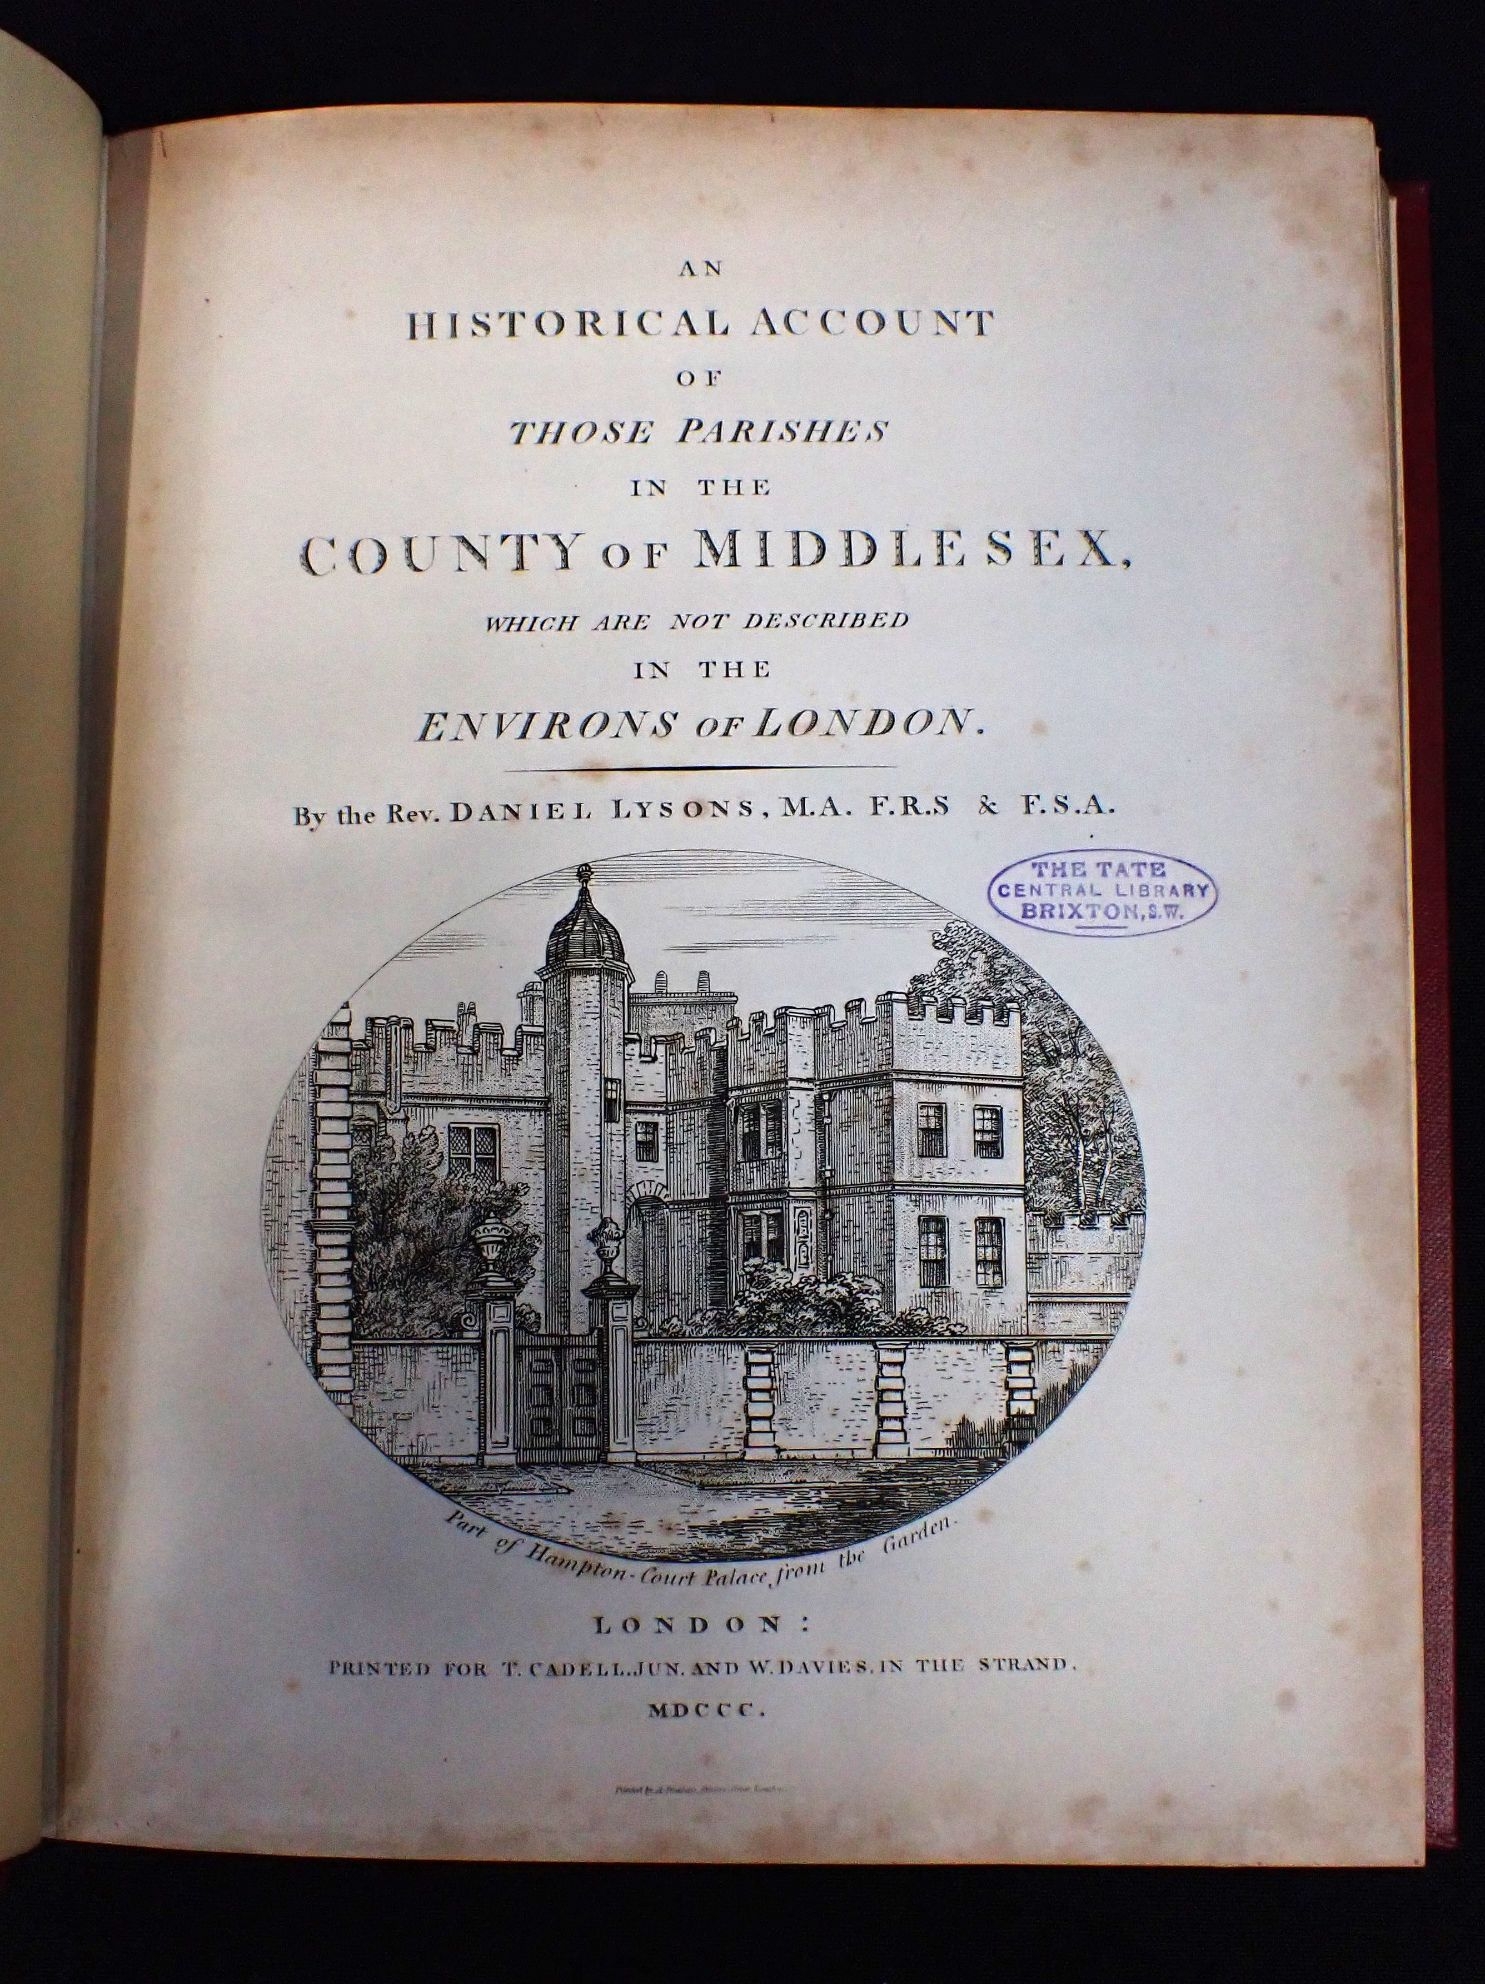 AN
HISTORICAL ACCOUNT
OF
THOSE PARISHES
IN THE
COUNTY OF MIDDLESEX,
WHICH ARE NOT DESCRIBED
IN THE
ENVIRONS OF LONDON.
By the Rev. DANIEL LYSONS, M.A. F.R.S & F.S.A.
THE TATE
CENTRAL LIBRARY
BRIXTON, S.W.
Part of Hampton-Court Palace from the Garden.
LONDON:
PRINTED FOR T. CADELL. JUN. AND W. DAVIES, IN THE STRAND.
MDCCC.
Printed by